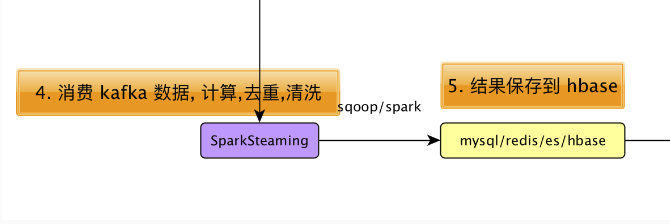 4. 消费 kafka 数据, 计算,去重,清洗
5. 结果保存到 hbase
sqoop/spark
SparkSteaming
mysql/redis/es/hbase